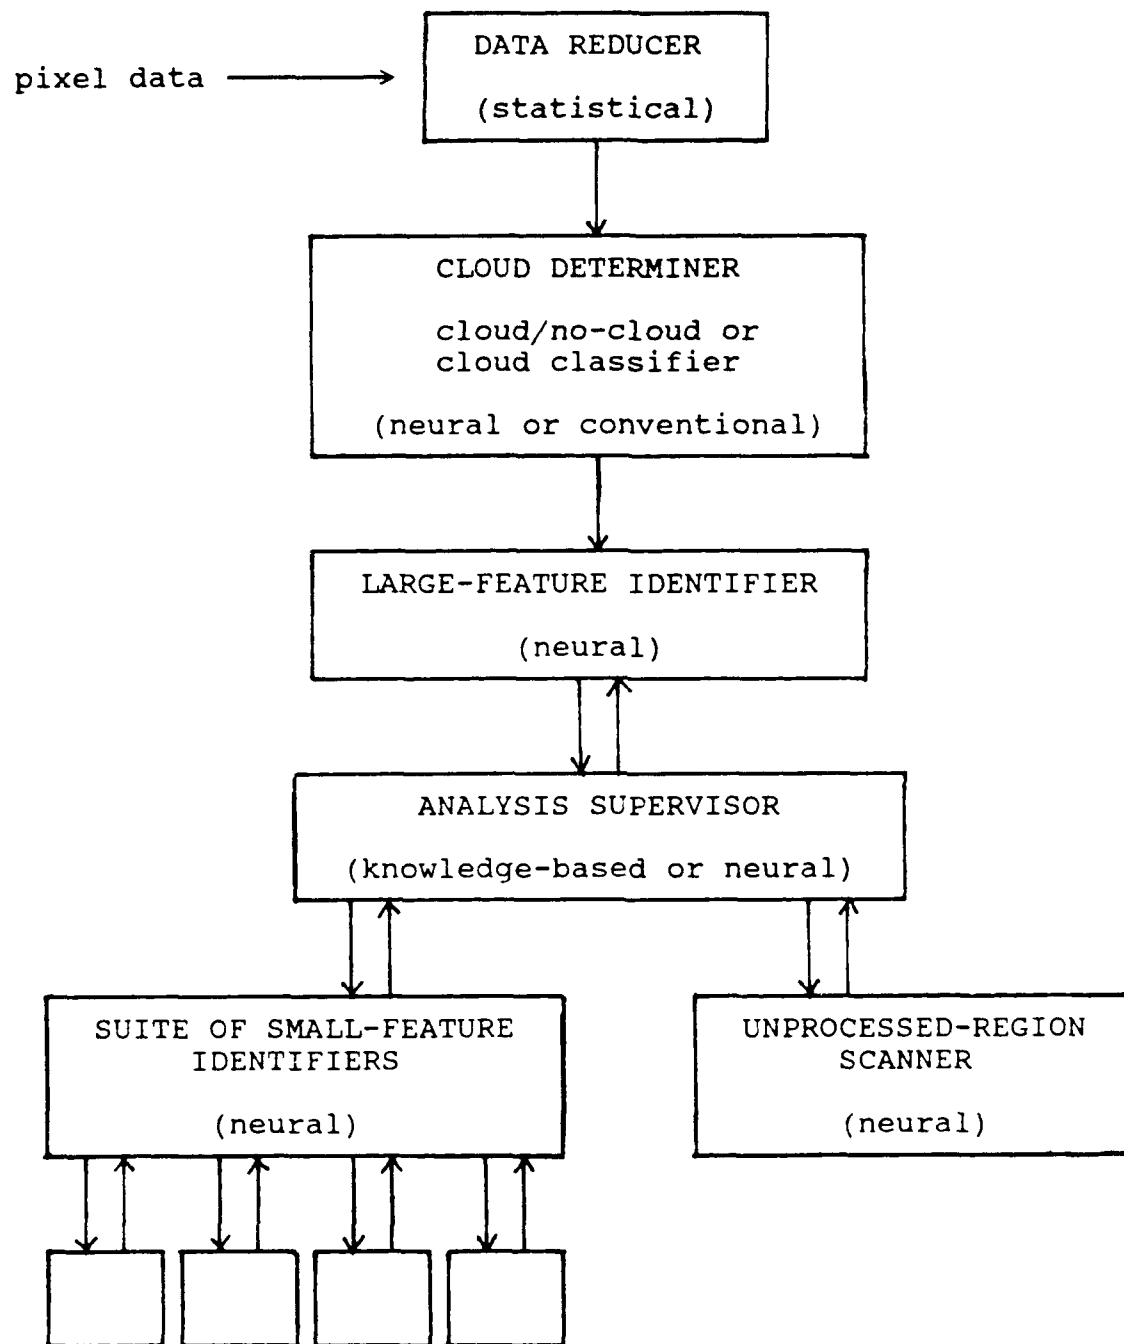 DATA REDUCER
pixel data
(statistical)
CLOUD DETERMINER
cloud/no-cloud or
cloud classifier
(neural or conventional)
LARGE-FEATURE IDENTIFIER
(neural)
ANALYSIS SUPERVISOR
(knowledge-based or neural)
SUITE OF SMALL-FEATURE
IDENTIFIERS
(neural)
UNPROCESSED-REGION
SCANNER
(neural)